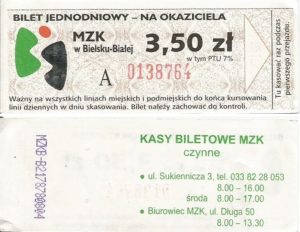 BILET JEDNODNIOWY – NA OKAZICIELA
MZK
w Bielsku-Białej
3,50 zł
w tym PTU 7%
A 0138764
Ważny na wszystkich liniach miejskich i podmiejskich do końca kursowania
linii dziennych w dniu skasowania. Bilet należy zachować do kontroli.
Tu kasować raz podczas
pierwszego przejazdu.
KASY BILETOWE MZK
czynne
• ul. Sukiennicza 3, tel. 033 82 28 053
8.00 – 16.00
środa 8.00 – 17.00
• Biurowiec MZK, ul. Długa 50
8.00 – 13.30